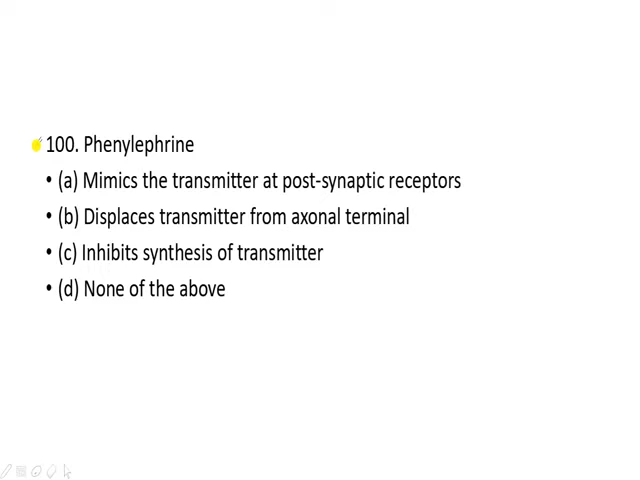 100. Phenylephrine
• (a) Mimics the transmitter at post-synaptic receptors
• (b) Displaces transmitter from axonal terminal
• (c) Inhibits synthesis of transmitter
• (d) None of the above